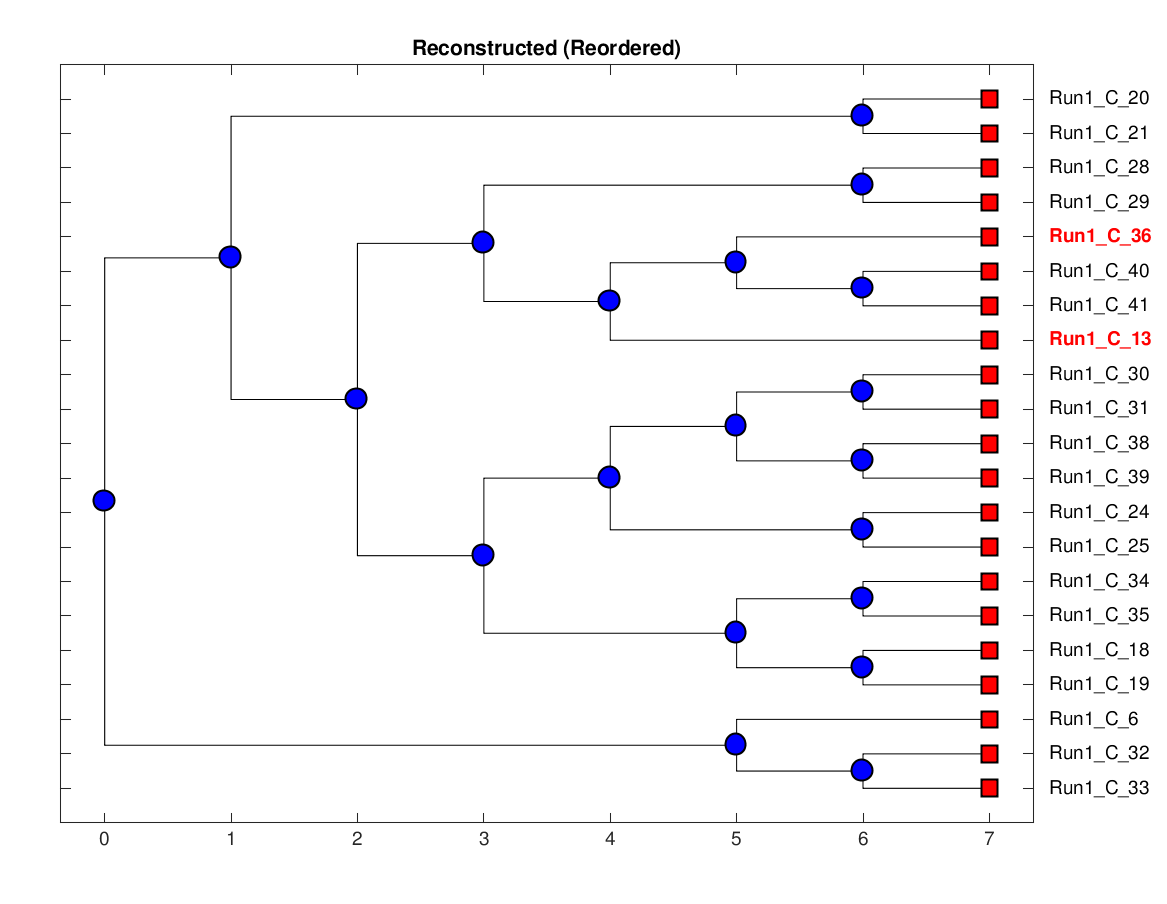 Reconstructed (Reordered)
Run1_C_20
Run1_C_21
Run1_C_28
Run1_C_29
Run1_C_36
Run1_C_40
Run1_C_41
Run1_C_13
Run1_C_30
Run1_C_31
Run1_C_38
Run1_C_39
Run1_C_24
Run1_C_25
Run1_C_34
Run1_C_35
Run1_C_18
Run1_C_19
Run1_C_6
Run1_C_32
Run1_C_33
0 1 2 3 4 5 6 7